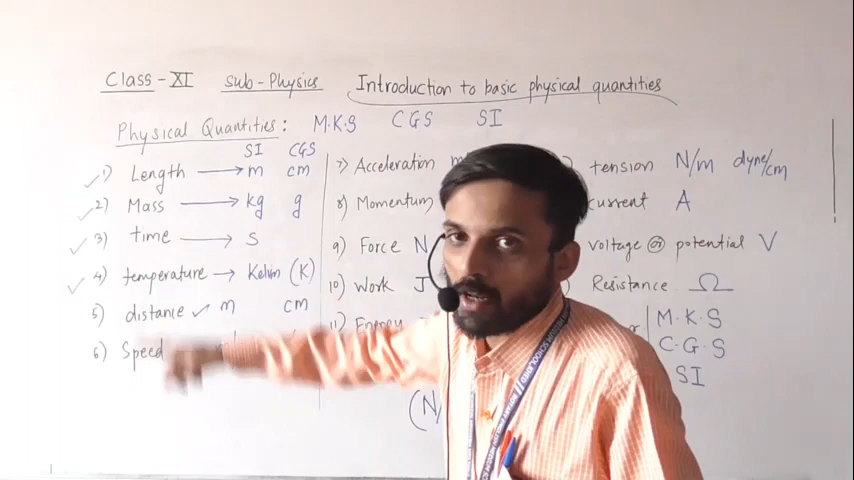 Class-XI Sub-Physics Introduction to basic physical quantities
Physical Quantities: M.K.S CGS SI
SI CGS
1) Length → m cm
2) Mass → kg g
3) time → s
4) temperature → Kelvin (K)
5) distance ✓ m cm
6) Speed
7) Acceleration
8) Momentum
9) Force N
10) Work J
11) Energy
(N/
tension N/m dyne/cm
current A
voltage or potential V
Resistance Ω
M.K.S
C.G.S
SI